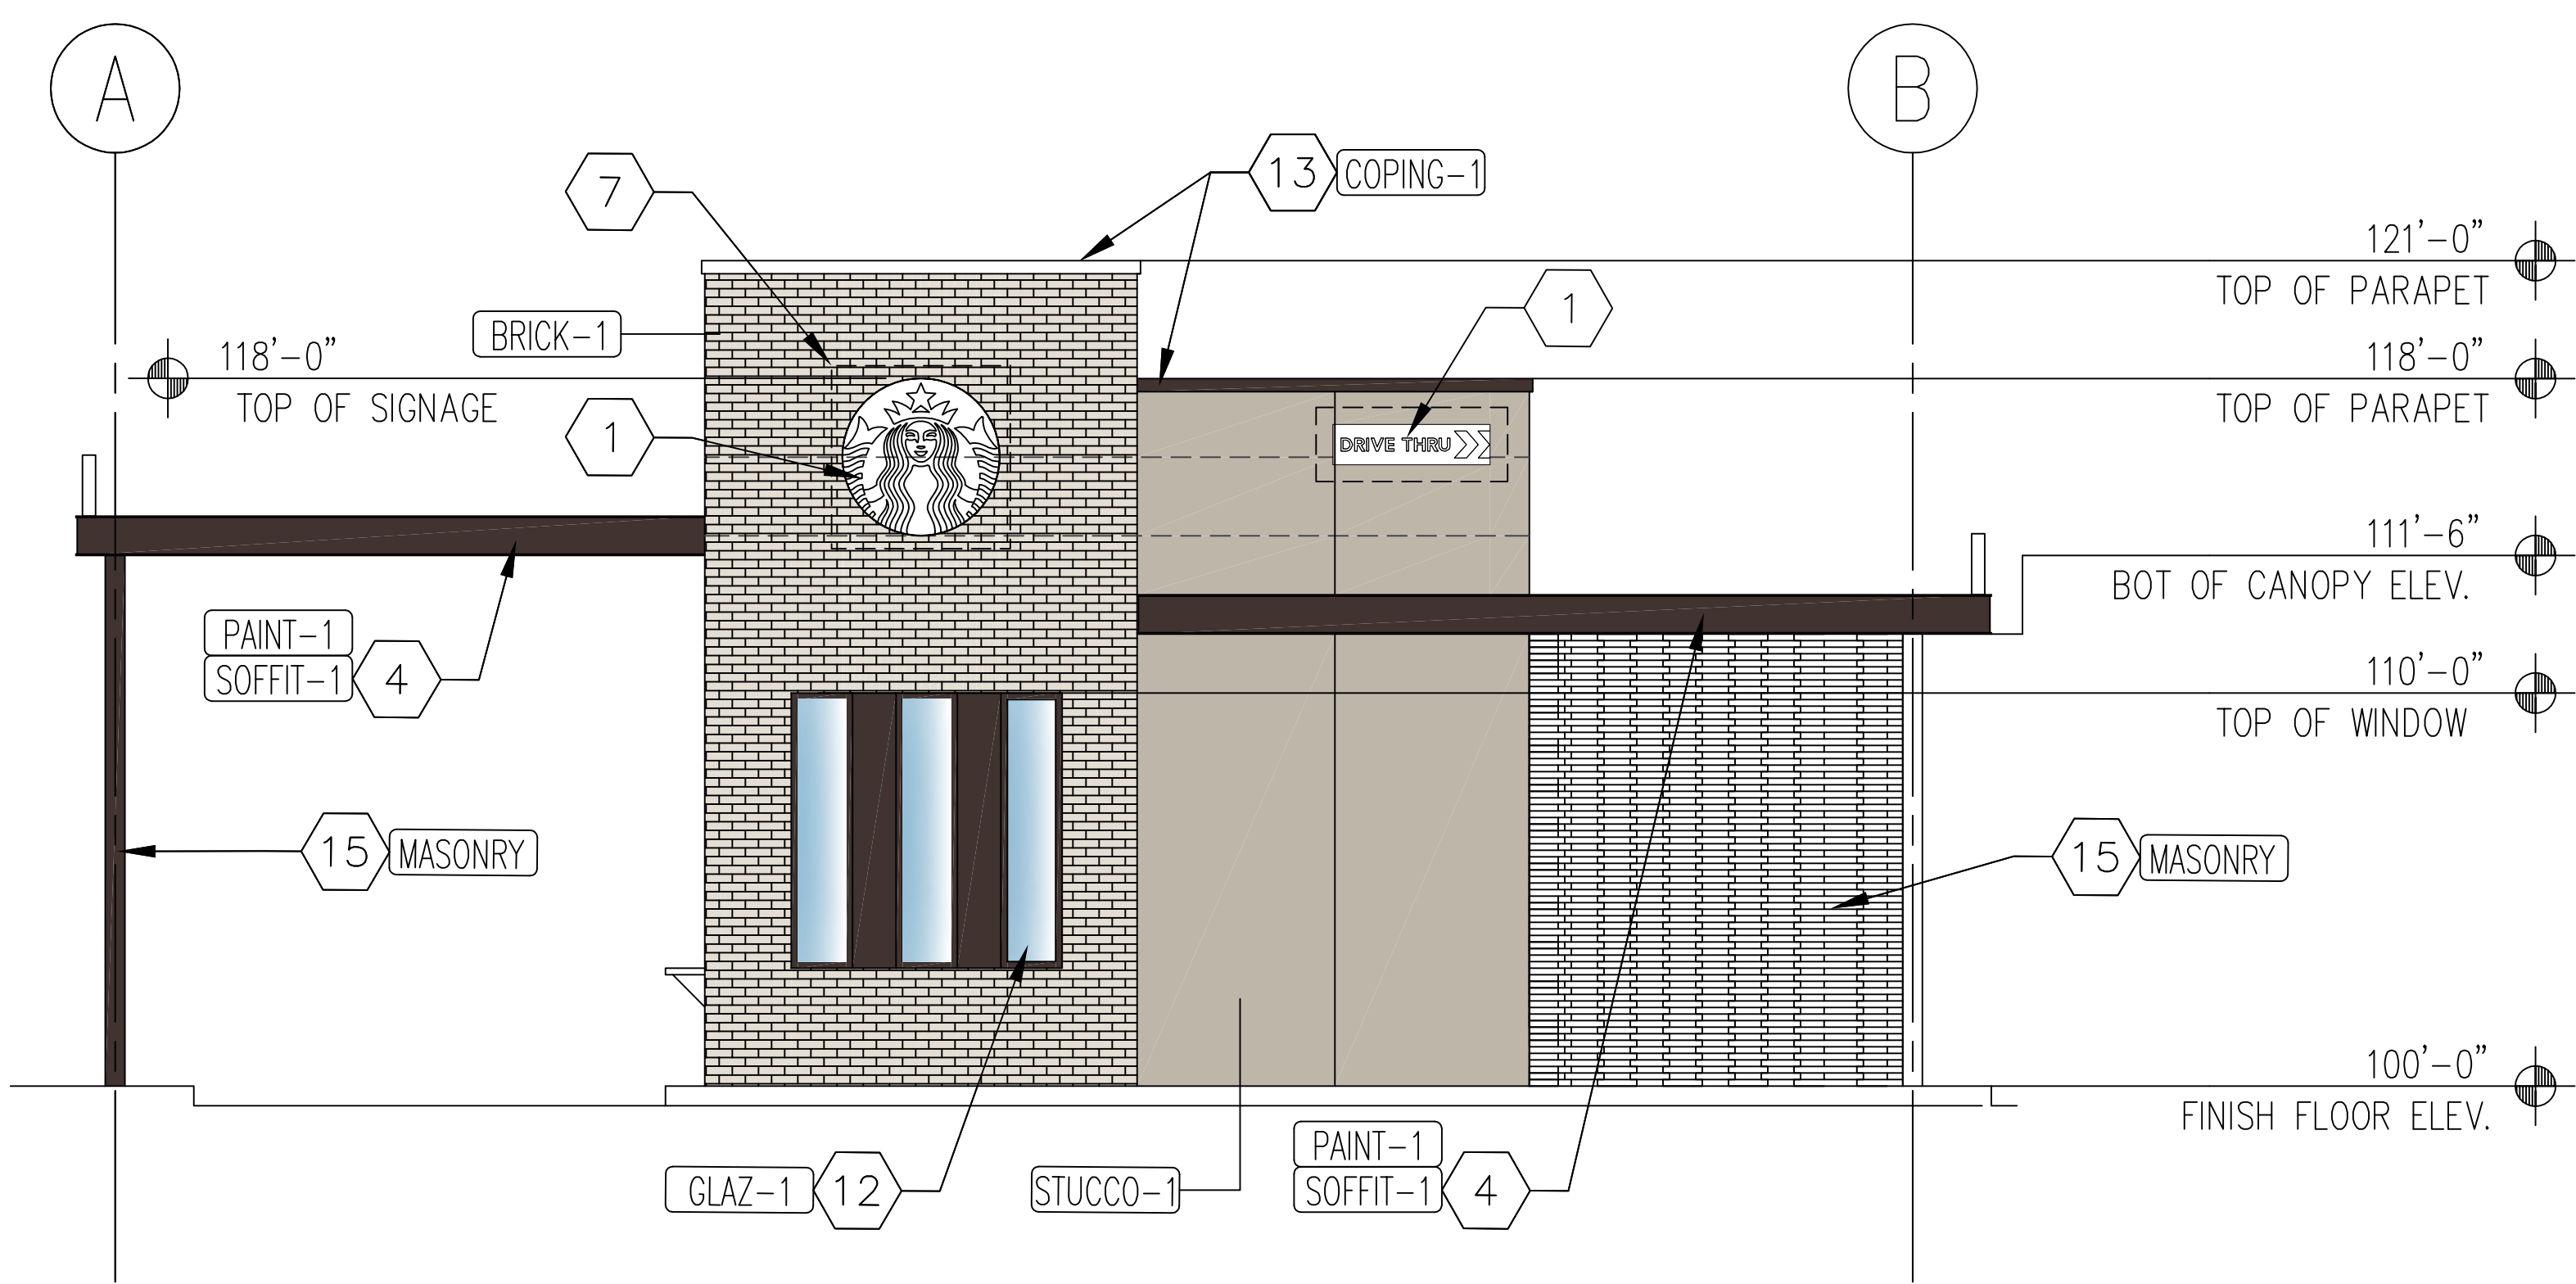 A
B
7
13 COPING-1
121'-0"
TOP OF PARAPET
1
BRICK-1
118'-0"
TOP OF SIGNAGE
118'-0"
TOP OF PARAPET
1
DRIVE THRU
111'-6"
BOT OF CANOPY ELEV.
PAINT-1
SOFFIT-1 4
110'-0"
TOP OF WINDOW
15 MASONRY
15 MASONRY
100'-0"
FINISH FLOOR ELEV.
GLAZ-1 12
STUCCO-1
PAINT-1
SOFFIT-1 4